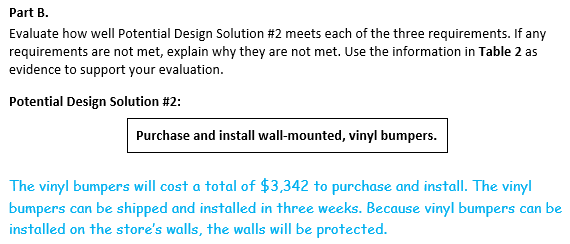 Part B.
Evaluate how well Potential Design Solution #2 meets each of the three requirements. If any
requirements are not met, explain why they are not met. Use the information in Table 2 as
evidence to support your evaluation.
Potential Design Solution #2:
Purchase and install wall-mounted, vinyl bumpers.
The vinyl bumpers will cost a total of $3,342 to purchase and install. The vinyl
bumpers can be shipped and installed in three weeks. Because vinyl bumpers can be
installed on the store's walls, the walls will be protected.